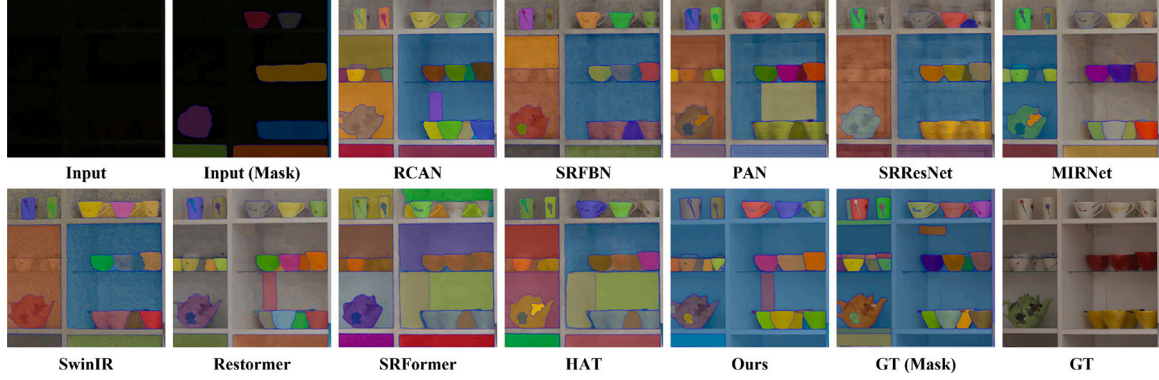 Input Input (Mask) RCAN SRFBN PAN SRResNet MIRNet
SwinIR Restormer SRFormer HAT Ours GT (Mask) GT